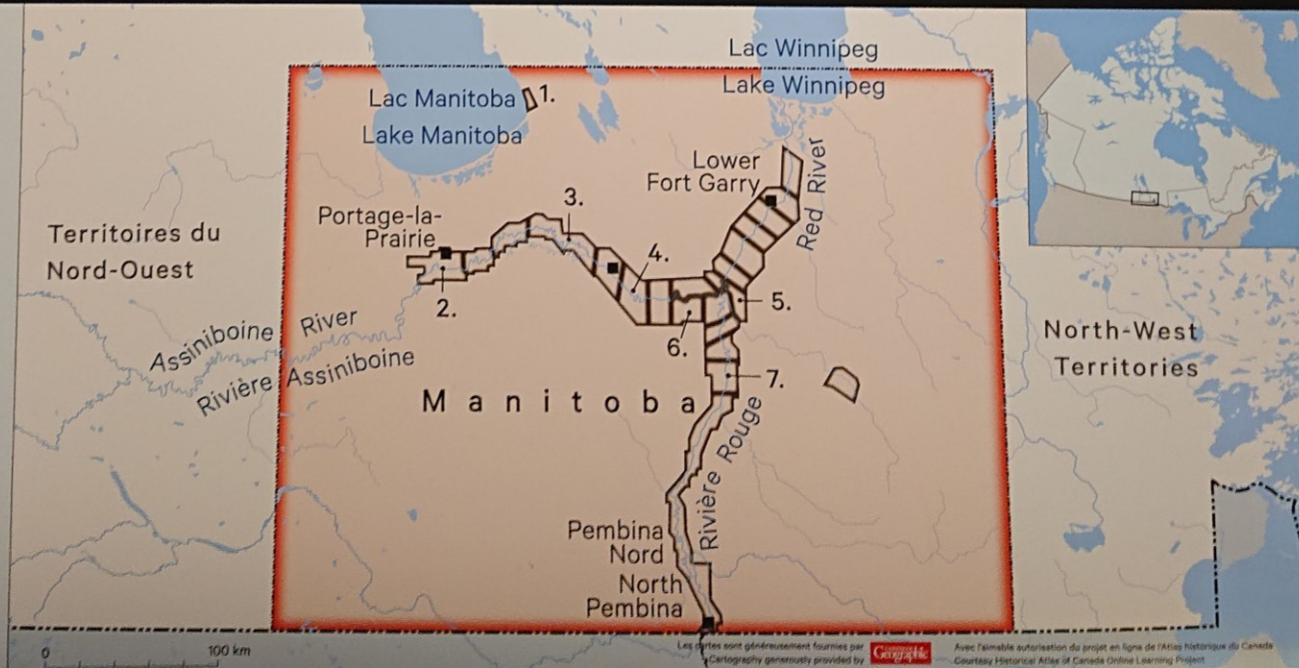 Lac Winnipeg
Lake Winnipeg
Lac Manitoba
1.
Lake Manitoba
Lower
Fort Garry
Red River
Portage-la-
Prairie
3.
4.
2.
5.
6.
7.
Territoires du
Nord-Ouest
Assiniboine River
Rivière Assiniboine
Manitoba
Rivière Rouge
North-West
Territories
Pembina
Nord
North
Pembina
0 100 km
Les cartes sont généreusement fournies par
Cartography generously provided by
Geographic
Avec l'aimable autorisation du projet en ligne de l'Atlas historique du Canada
Courtesy Historical Atlas of Canada Online Learning Project